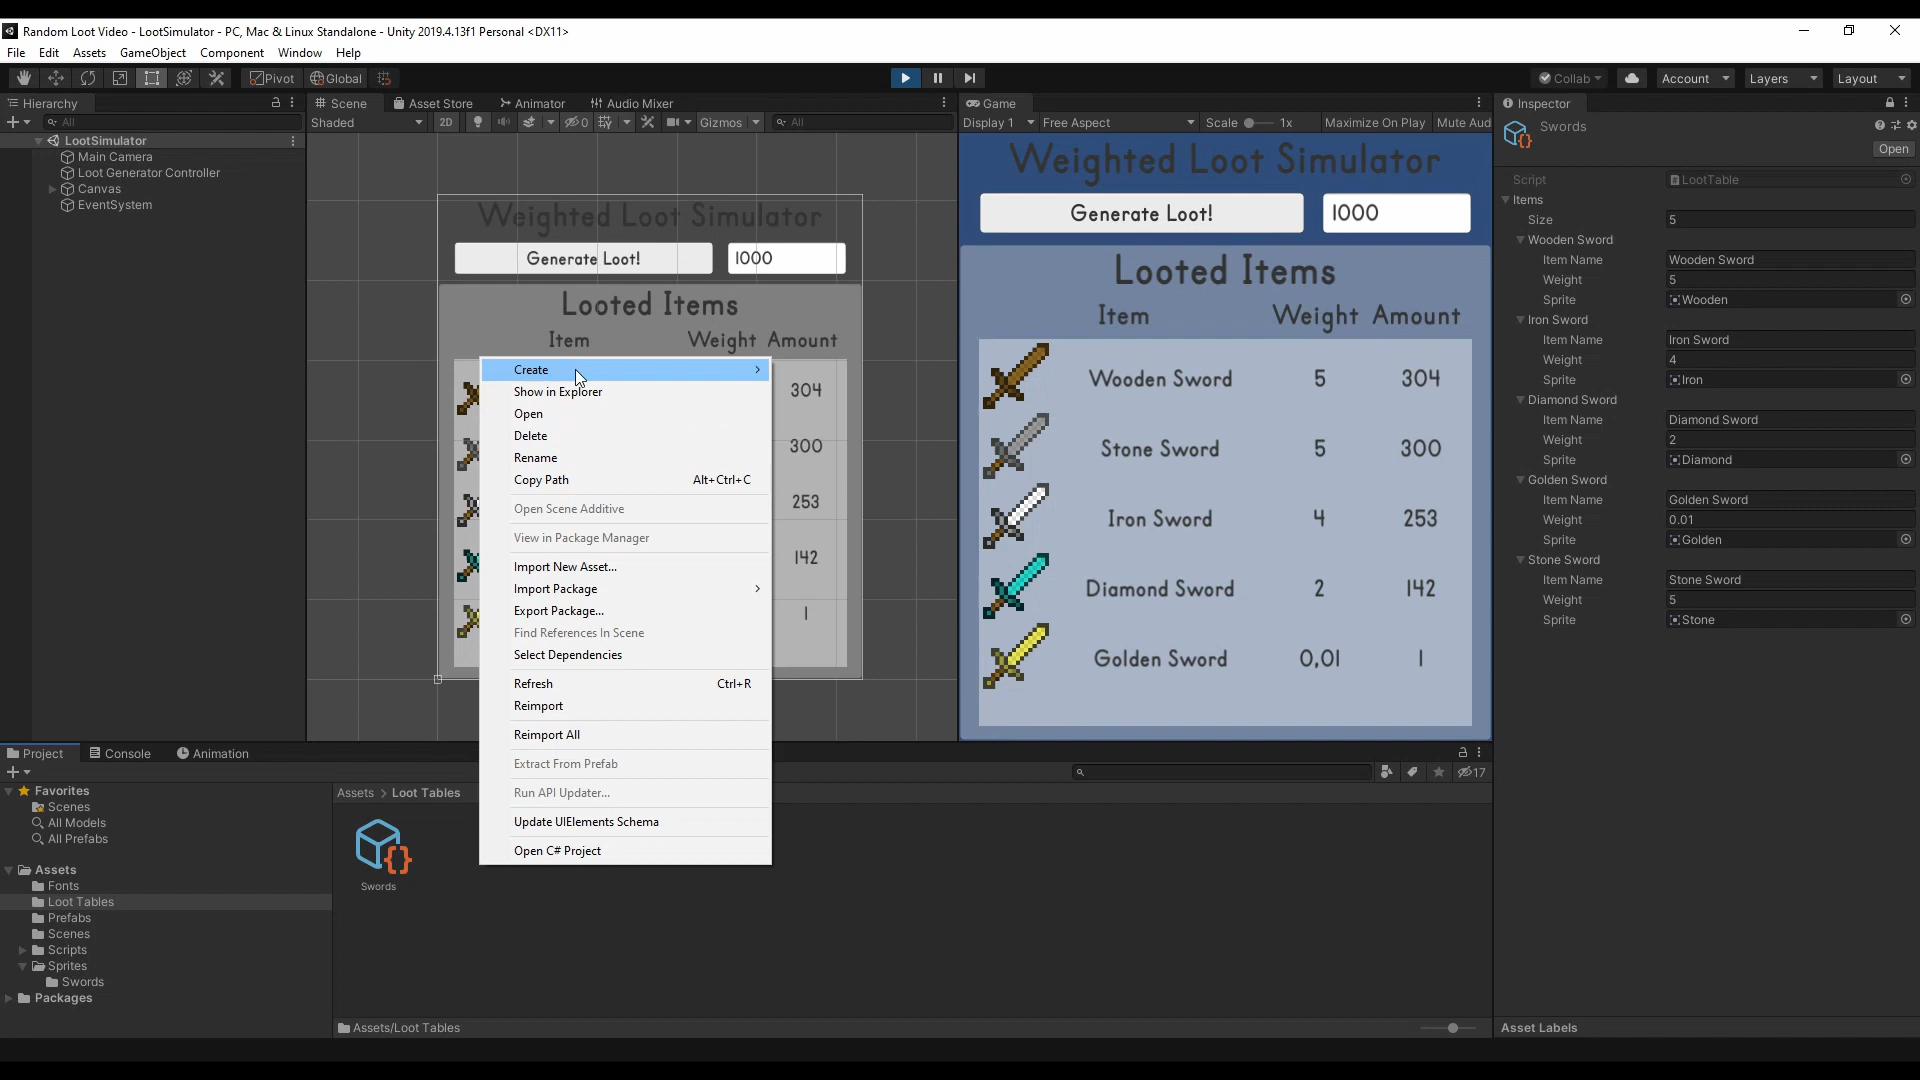 Random Loot Video - LootSimulator - PC, Mac & Linux Standalone - Unity 2019.4.13f1 Personal <DX11>
File Edit Assets GameObject Component Window Help
Pivot Global Collab Account Layers Layout
Hierarchy
All
LootSimulator
Main Camera
Loot Generator Controller
Canvas
EventSystem
Scene Asset Store Animator Audio Mixer
Shaded 2D 0 Gizmos All
Weighted Loot Simulator
Generate Loot! 1000
Looted Items
Item Weight Amount
304
300
253
142
1
Create
Show in Explorer
Open
Delete
Rename
Copy Path Alt+Ctrl+C
Open Scene Additive
View in Package Manager
Import New Asset...
Import Package
Export Package...
Find References In Scene
Select Dependencies
Refresh Ctrl+R
Reimport
Reimport All
Extract From Prefab
Run API Updater...
Update UIElements Schema
Open C# Project
Game
Display 1 Free Aspect Scale 1x Maximize On Play Mute Aud
Weighted Loot Simulator
Generate Loot! 1000
Looted Items
Item Weight Amount
Wooden Sword 5 304
Stone Sword 5 300
Iron Sword 4 253
Diamond Sword 2 142
Golden Sword 0,01 1
Inspector
Swords
Open
Script LootTable
Items
Size 5
Wooden Sword
Item Name Wooden Sword
Weight 5
Sprite Wooden
Iron Sword
Item Name Iron Sword
Weight 4
Sprite Iron
Diamond Sword
Item Name Diamond Sword
Weight 2
Sprite Diamond
Golden Sword
Item Name Golden Sword
Weight 0.01
Sprite Golden
Stone Sword
Item Name Stone Sword
Weight 5
Sprite Stone
Asset Labels
Project Console Animation
17
Favorites
Scenes
All Models
All Prefabs
Assets
Fonts
Loot Tables
Prefabs
Scenes
Scripts
Sprites
Swords
Packages
Assets > Loot Tables
Swords
Assets/Loot Tables